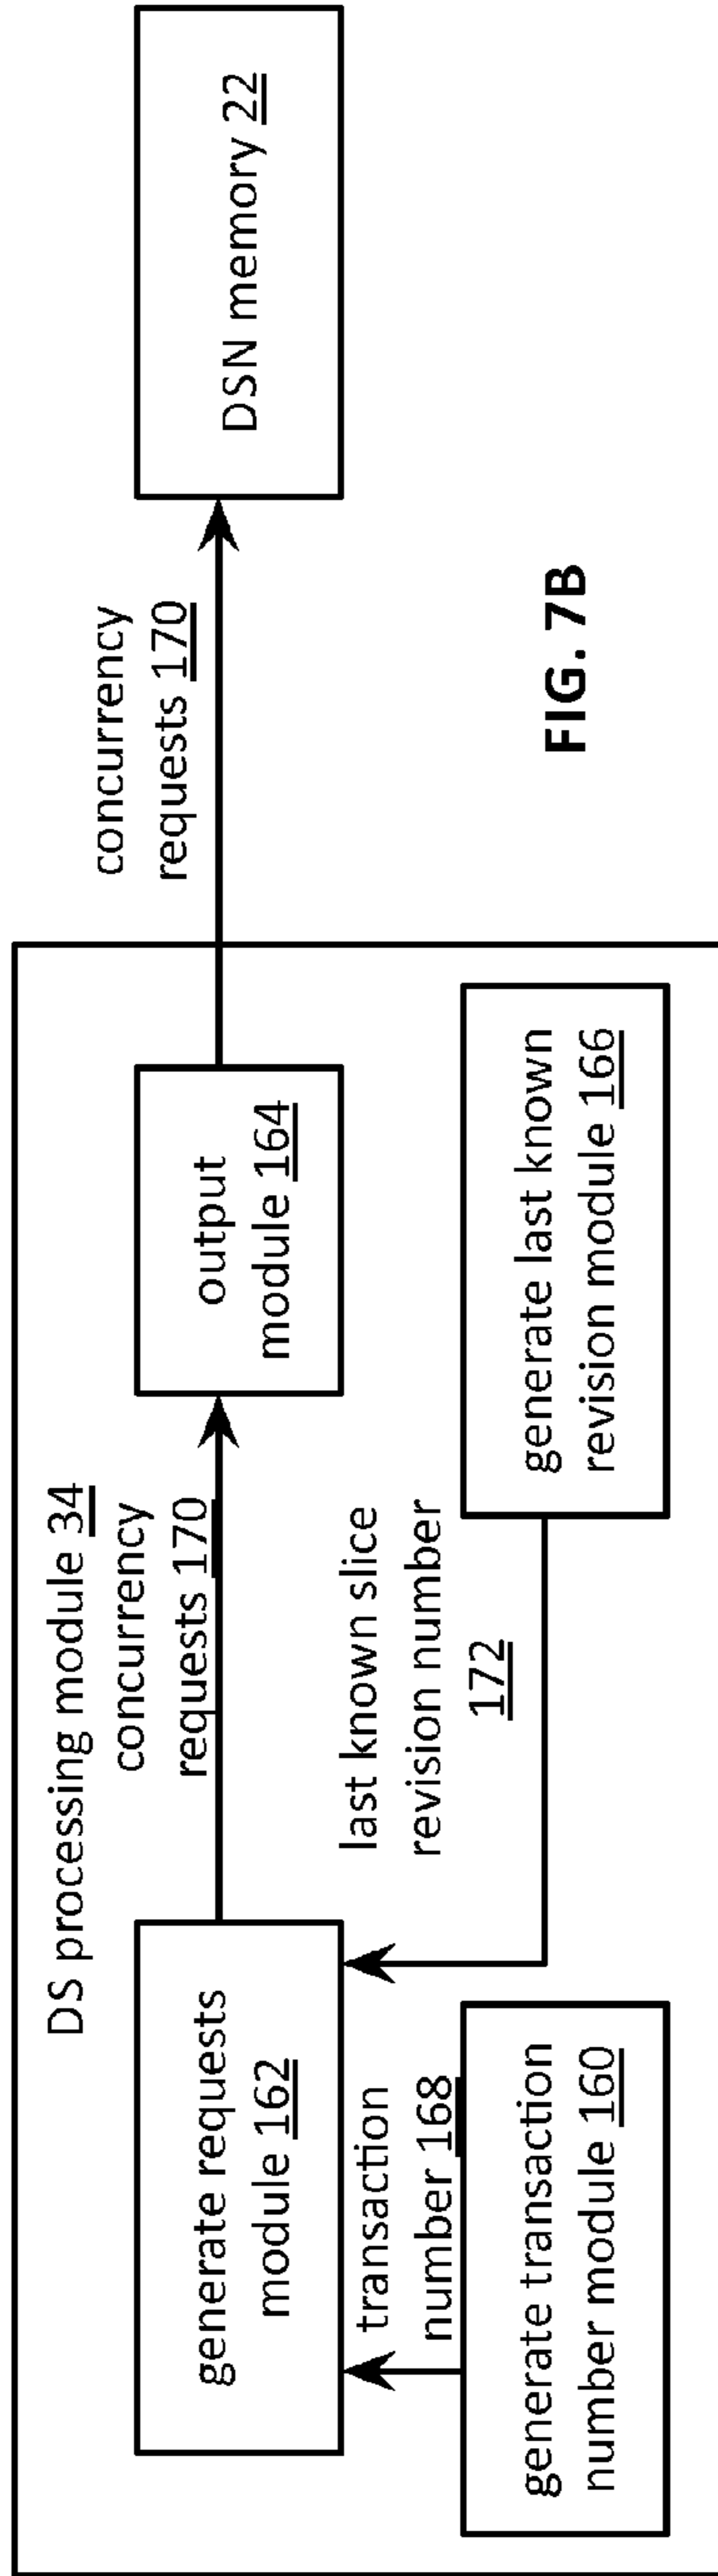 DS processing module 34
generate requests
module 162
concurrency
requests 170
output
module 164
concurrency
requests 170
DSN memory 22
transaction
number 168
last known slice
revision number
172
generate transaction
number module 160
generate last known
revision module 166
FIG. 7B